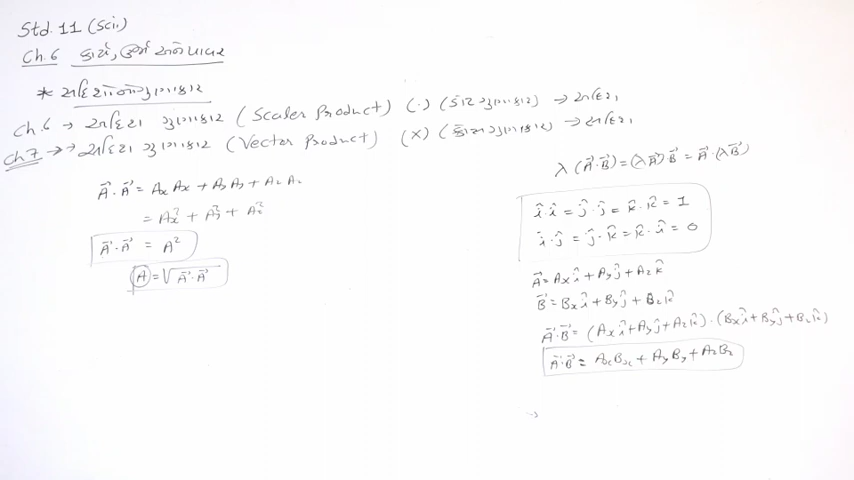 Std. 11 (Sci.)
Ch. 6 કાર્ય, ઊર્જા અને પાવર
* સદિશોનો ગુણાકાર
Ch. 6 → અદિશ ગુણાકાર (Scaler Product) (·) (ડૉટ ગુણાકાર) → અદિશ
Ch 7 →→ સદિશ ગુણાકાર (Vector Product) (×) (ક્રોસ ગુણાકાર) → સદિશ
A⃗·A⃗ = AxAx + AyAy + AzAz
= Ax² + Ay² + Az²
A⃗·A⃗ = A²
A = √A⃗·A⃗
λ (A⃗·B⃗) = (λA⃗)·B⃗ = A⃗·(λB⃗)
î·î = ĵ·ĵ = k̂·k̂ = 1
î·ĵ = ĵ·k̂ = k̂·î = 0
A⃗ = Axî + Ayĵ + Azk̂
B⃗ = Bxî + Byĵ + Bzk̂
A⃗·B⃗ = (Axî + Ayĵ + Azk̂)·(Bxî + Byĵ + Bzk̂)
A⃗·B⃗ = AxBx + AyBy + AzBz
→